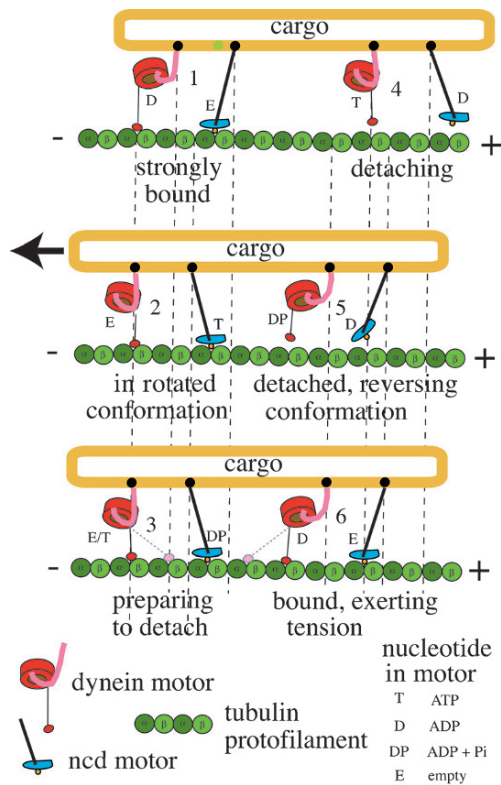 cargo
1
4
D
E
T
D
- α β α β α β α β α β α β α β α β α β α β +
strongly
bound
detaching
cargo
2
5
E
T
DP
D
- α β α β α β α β α β α β α β α β α β α β +
in rotated
conformation
detached, reversing
conformation
cargo
3
6
E/T
DP
D
E
- α β α β α β α β α β α β α β α β α β α β +
preparing
to detach
bound, exerting
tension
dynein motor
ncd motor
α β α β
tubulin
protofilament
nucleotide
in motor
T ATP
D ADP
DP ADP + Pi
E empty